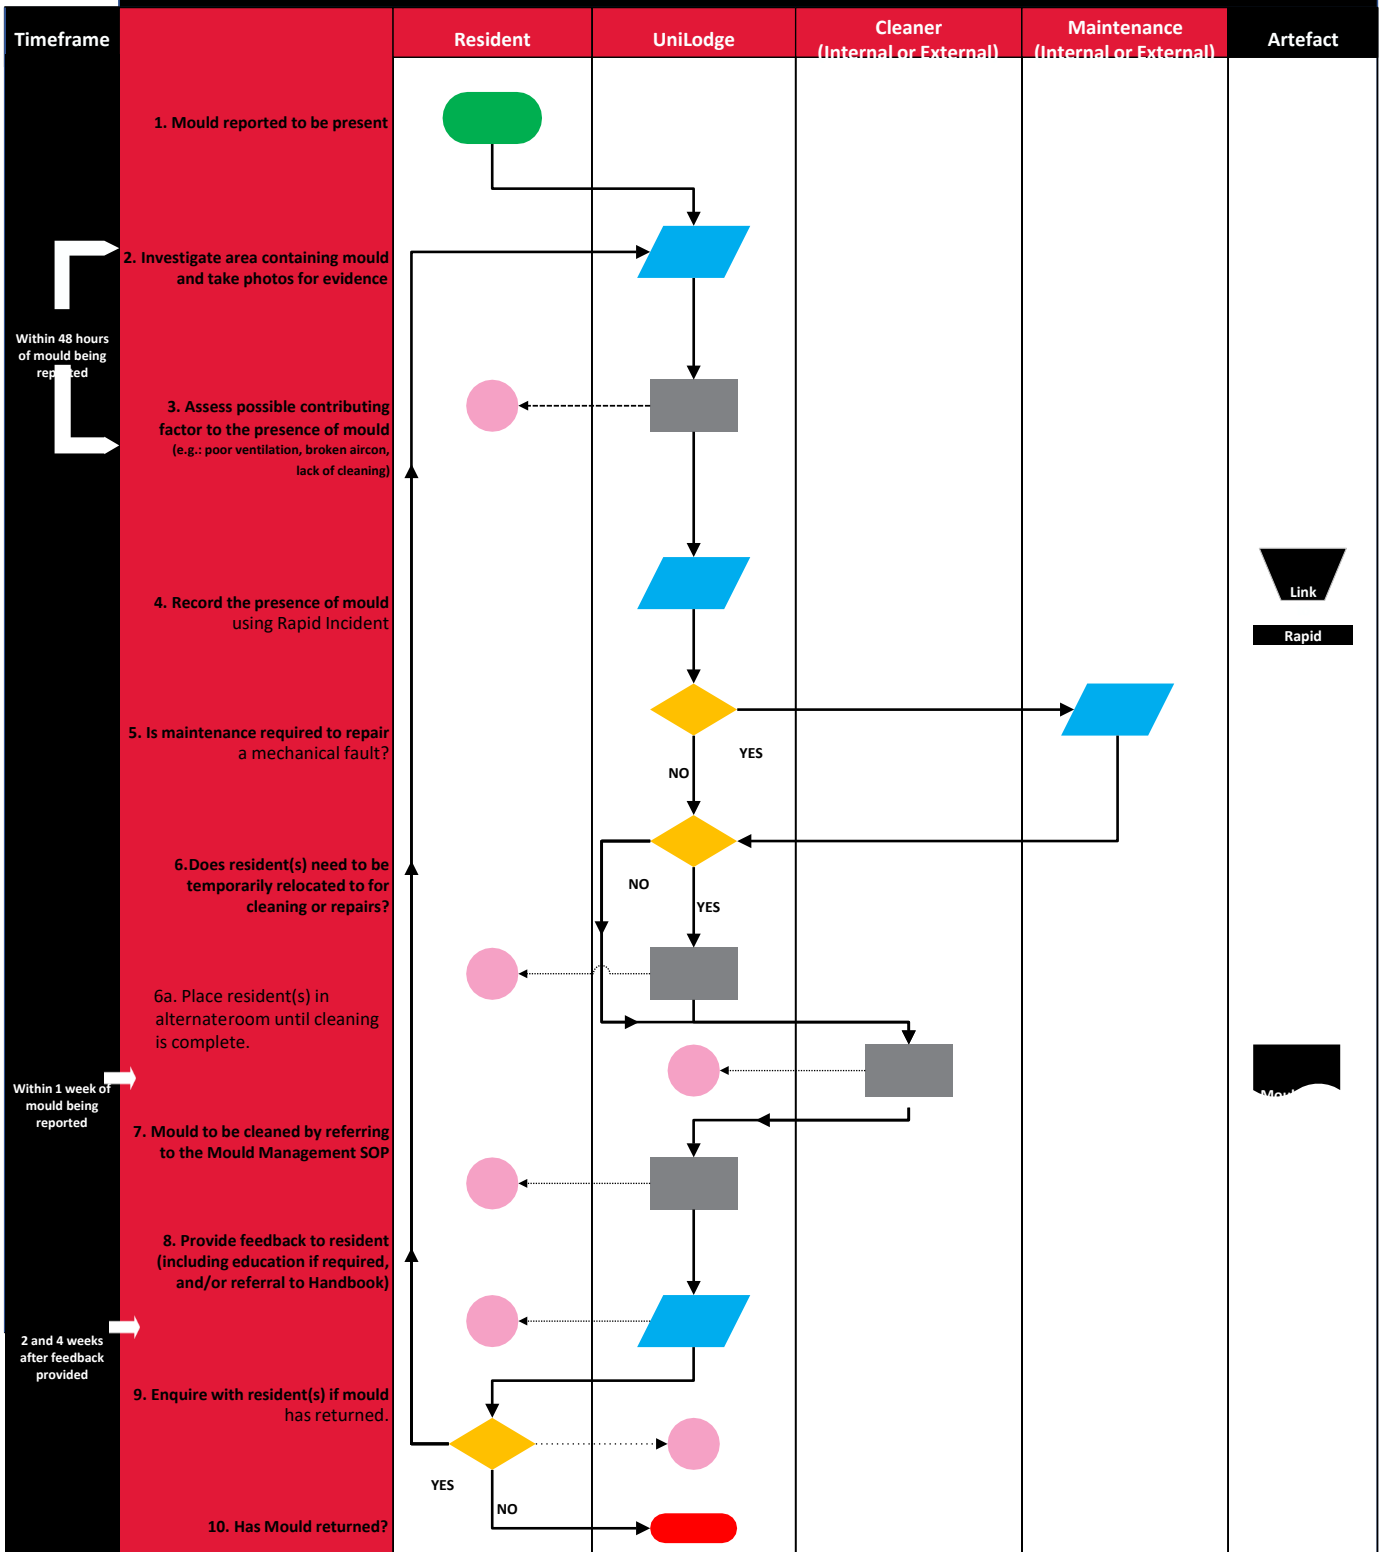 Timeframe
Resident
UniLodge
Cleaner
(Internal or External)
Maintenance
(Internal or External)
Artefact
1. Mould reported to be present
2. Investigate area containing mould
and take photos for evidence
Within 48 hours
of mould being
reported
3. Assess possible contributing
factor to the presence of mould
(e.g.: poor ventilation, broken aircon,
lack of cleaning)
4. Record the presence of mould
using Rapid Incident
Link
Rapid
5. Is maintenance required to repair
a mechanical fault?
YES
NO
6.Does resident(s) need to be
temporarily relocated to for
cleaning or repairs?
NO
YES
6a. Place resident(s) in
alternateroom until cleaning
is complete.
Within 1 week of
mould being
reported
7. Mould to be cleaned by referring
to the Mould Management SOP
8. Provide feedback to resident
(including education if required,
and/or referral to Handbook)
2 and 4 weeks
after feedback
provided
9. Enquire with resident(s) if mould
has returned.
YES
NO
10. Has Mould returned?